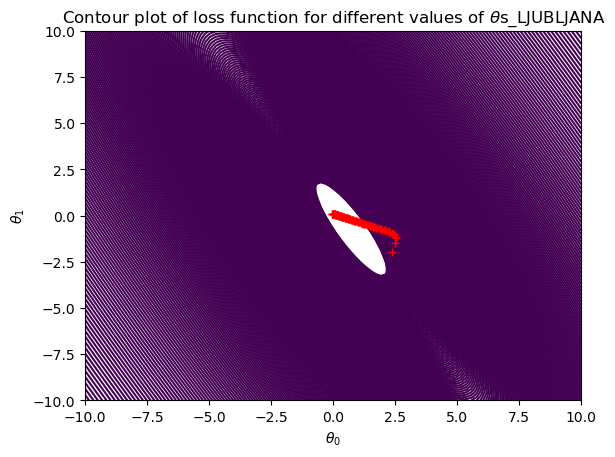 Contour plot of loss function for different values of θs_LJUBLJANA
10.0
7.5
5.0
2.5
0.0
−2.5
−5.0
−7.5
−10.0
θ1
−10.0 −7.5 −5.0 −2.5 0.0 2.5 5.0 7.5 10.0
θ0